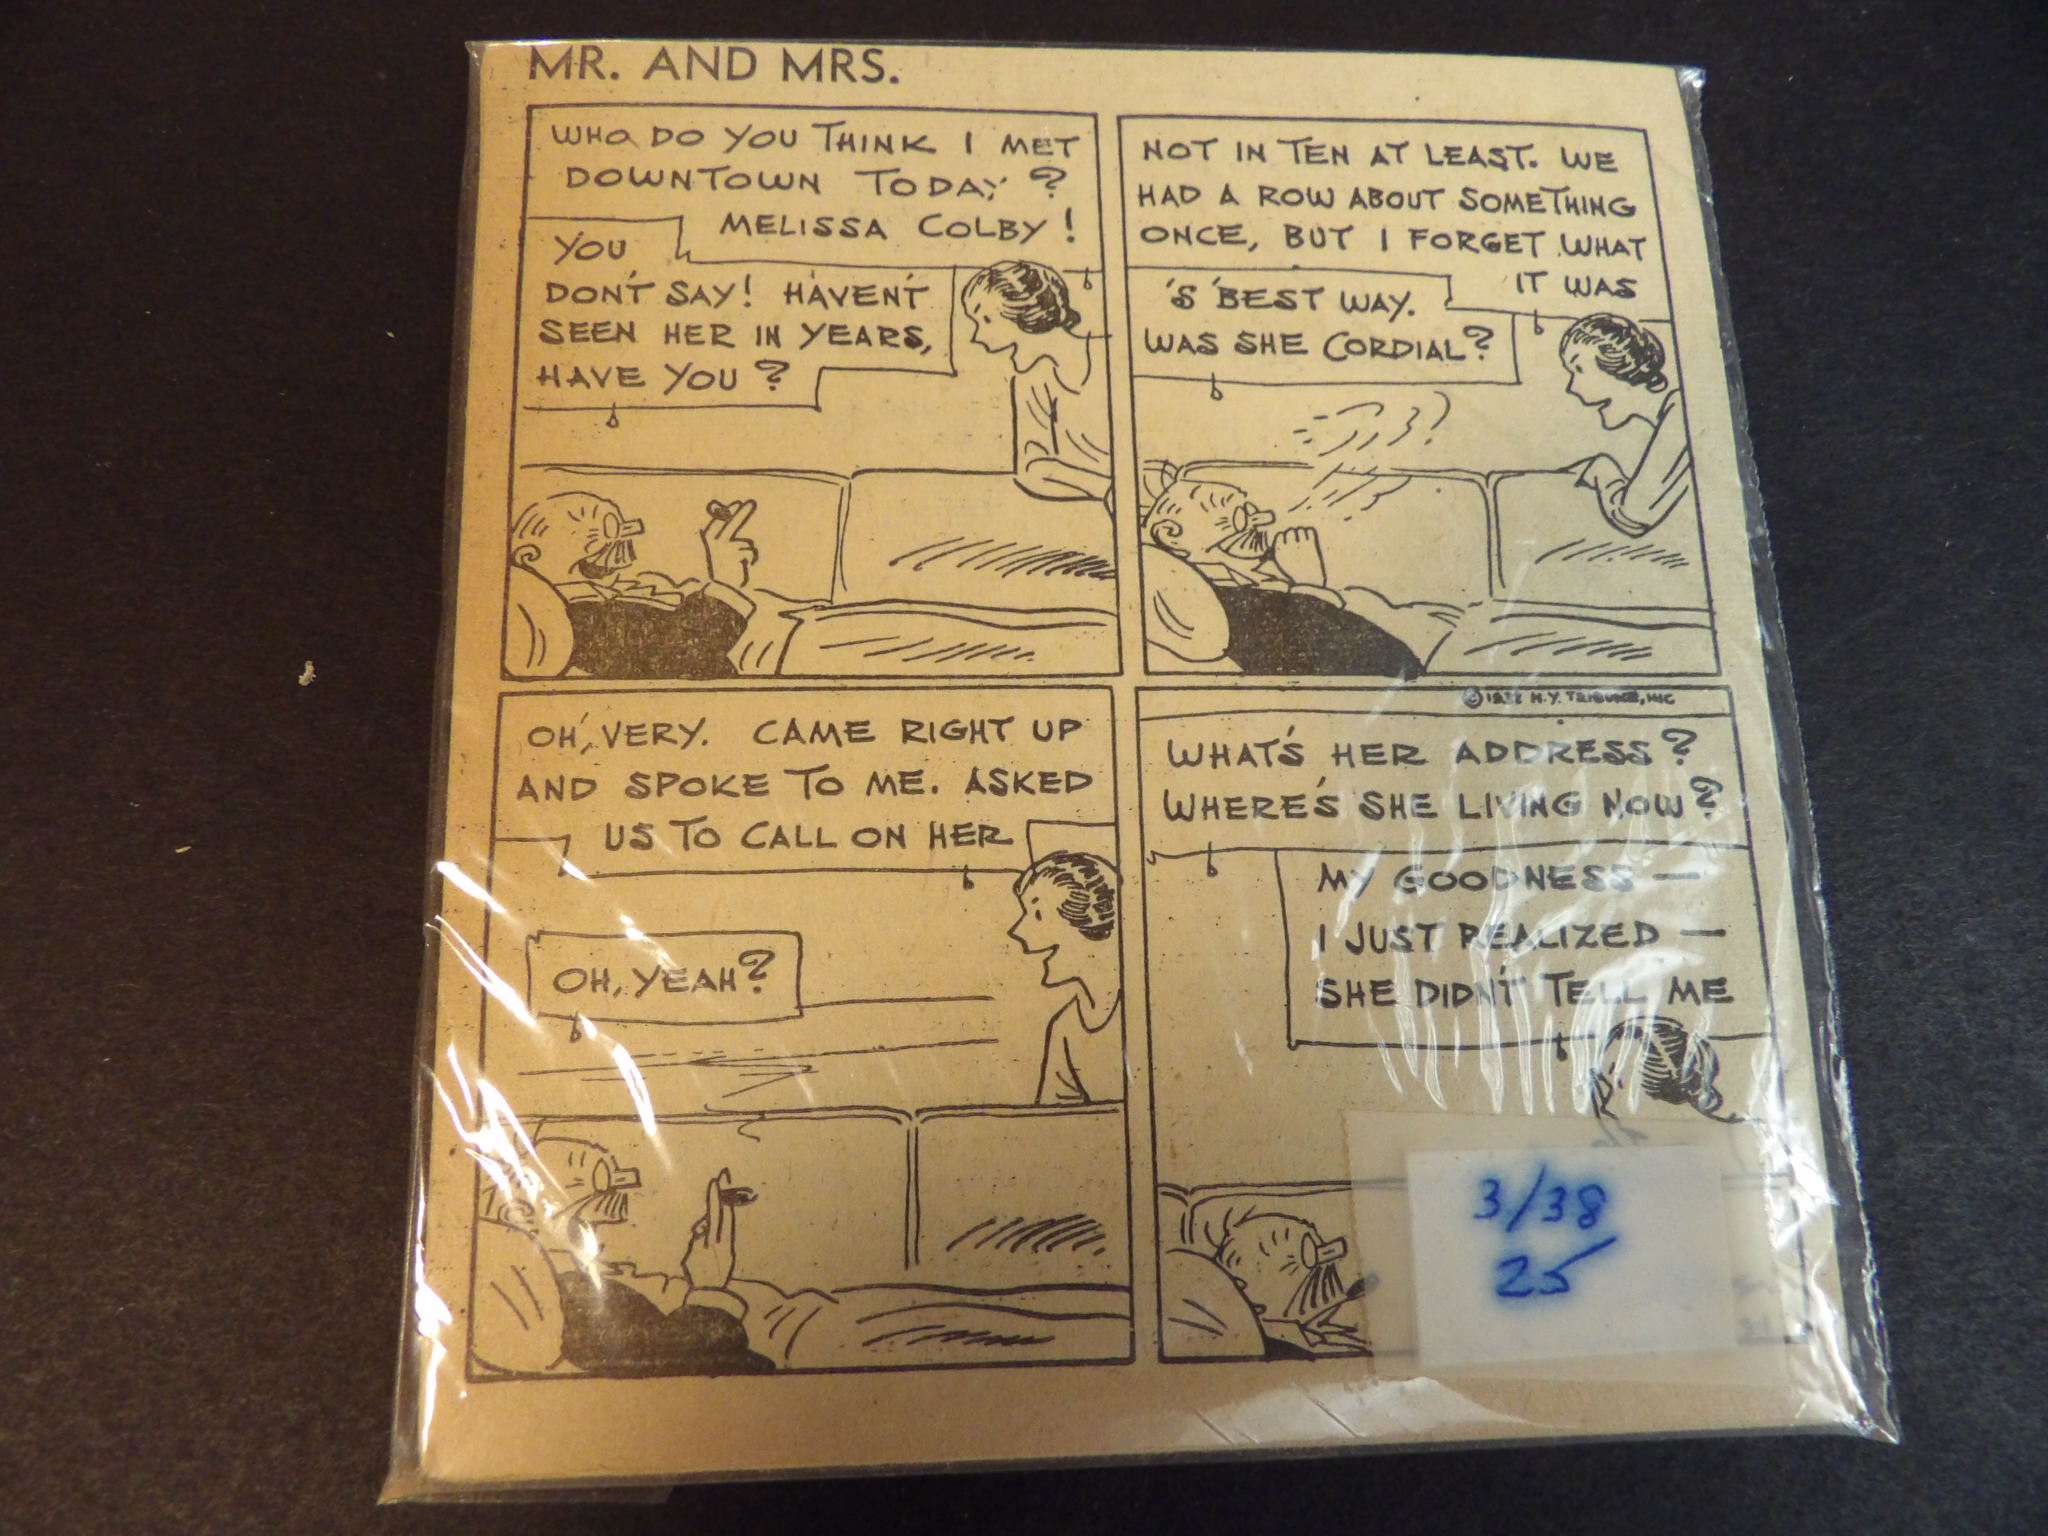 MR. AND MRS.
WHO DO YOU THINK I MET
DOWNTOWN TODAY?
MELISSA COLBY!
YOU
DON'T SAY! HAVEN'T
SEEN HER IN YEARS,
HAVE YOU?
NOT IN TEN AT LEAST. WE
HAD A ROW ABOUT SOMETHING
ONCE, BUT I FORGET WHAT
IT WAS
'S 'BEST WAY.
WAS SHE CORDIAL?
OH, VERY. CAME RIGHT UP
AND SPOKE TO ME. ASKED
US TO CALL ON HER
OH, YEAH?
© N.Y. TRIBUNE, INC
WHAT'S HER ADDRESS?
WHERE'S SHE LIVING NOW?
MY GOODNESS —
I JUST REALIZED —
SHE DIDN'T TELL ME
3/38
25